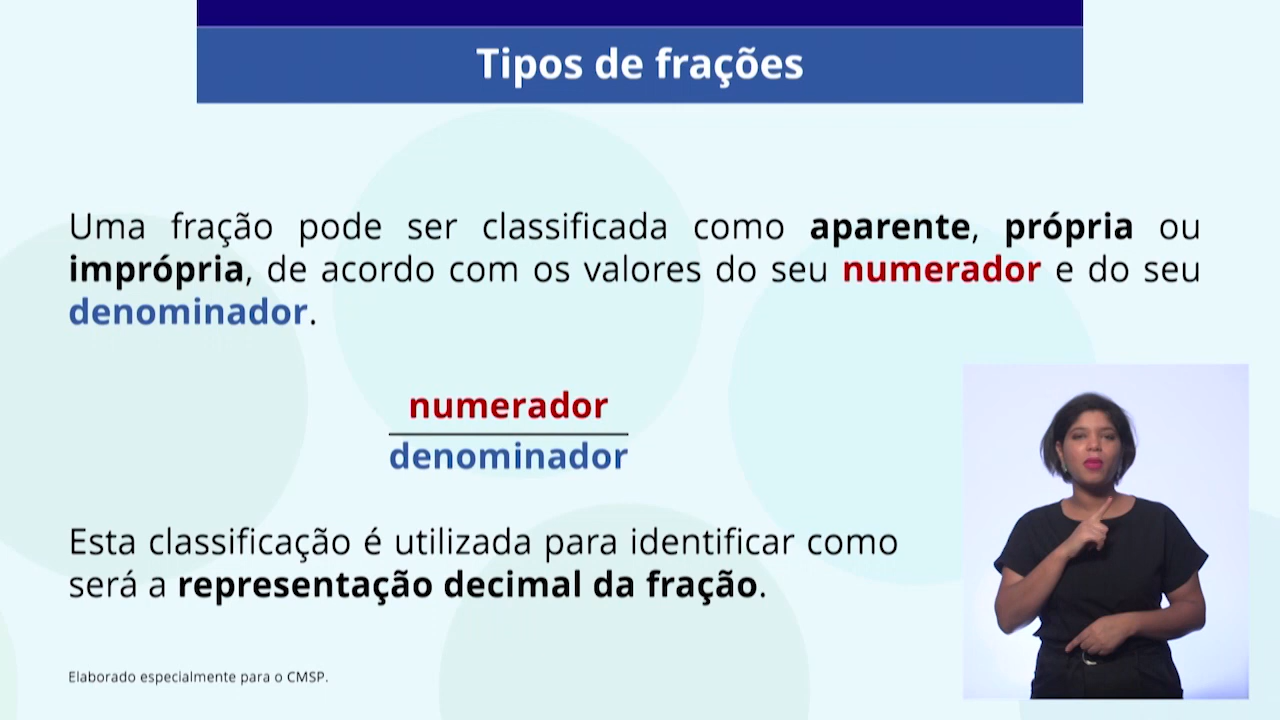 Tipos de frações
Uma fração pode ser classificada como aparente, própria ou
imprópria, de acordo com os valores do seu numerador e do seu
denominador.
numerador
denominador
Esta classificação é utilizada para identificar como
será a representação decimal da fração.
Elaborado especialmente para o CMSP.